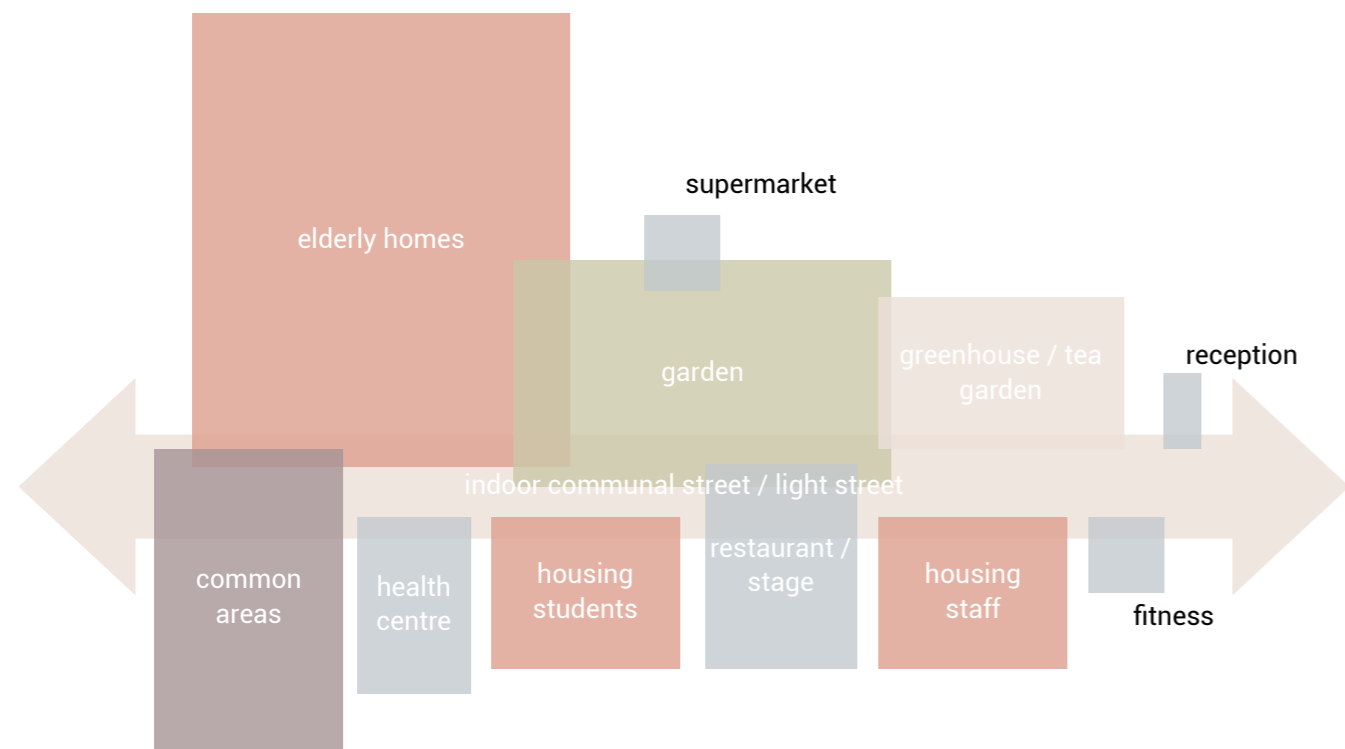 supermarket
elderly homes
reception
greenhouse / tea
garden
garden
indoor communal street / light street
restaurant /
stage
common
areas
health
centre
housing
students
housing
staff
fitness